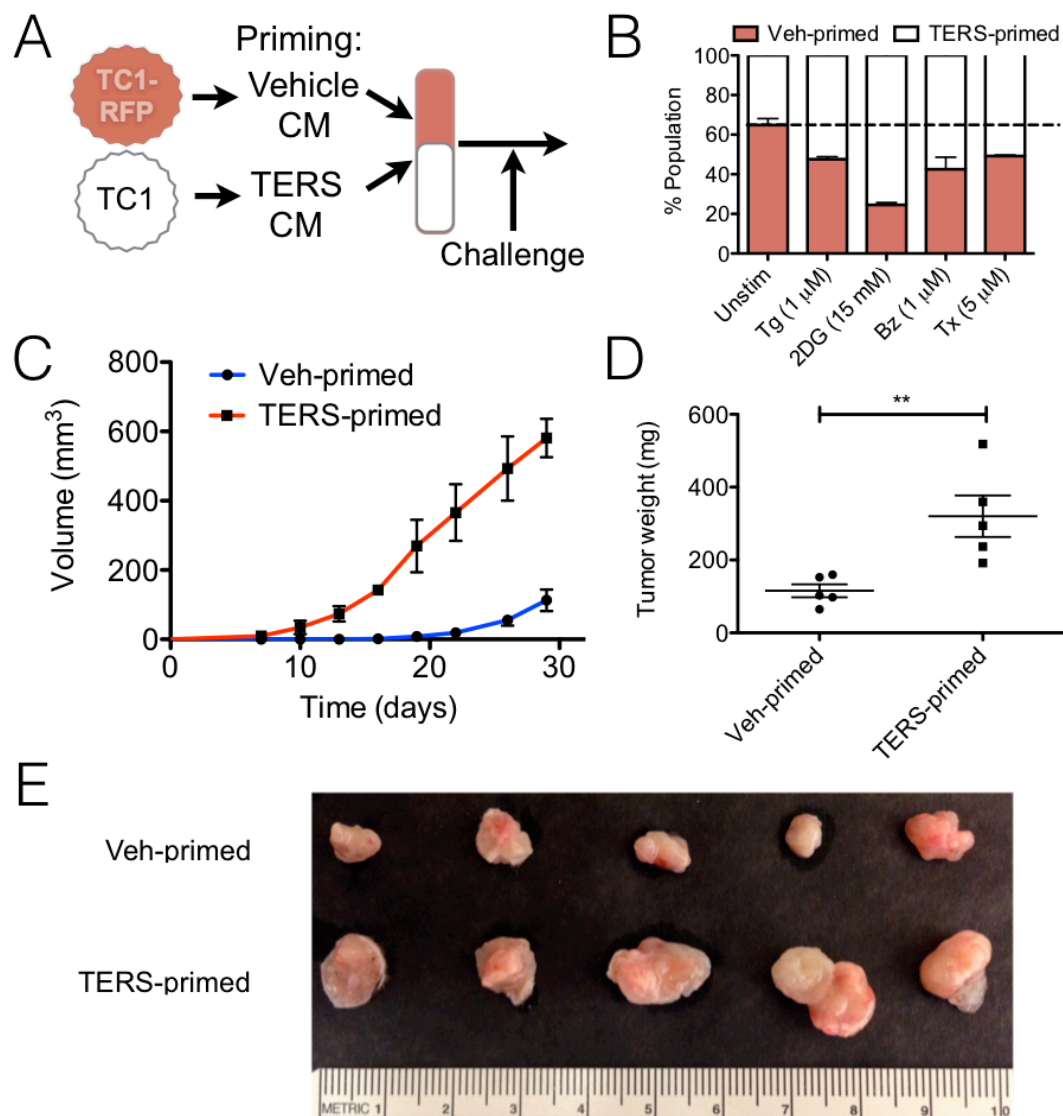 A
Priming:
TC1-
RFP
Vehicle
CM
TC1
TERS
CM
Challenge
B
Veh-primed
TERS-primed
% Population
100
80
60
40
20
0
Unstim
Tg (1 μM)
2DG (15 mM)
Bz (1 μM)
Tx (5 μM)
C
Veh-primed
TERS-primed
Volume (mm³)
800
600
400
200
0
0 10 20 30
Time (days)
D
**
Tumor weight (mg)
600
400
200
0
Veh-primed
TERS-primed
E
Veh-primed
TERS-primed
METRIC 1 2 3 4 5 6 7 8 9 10